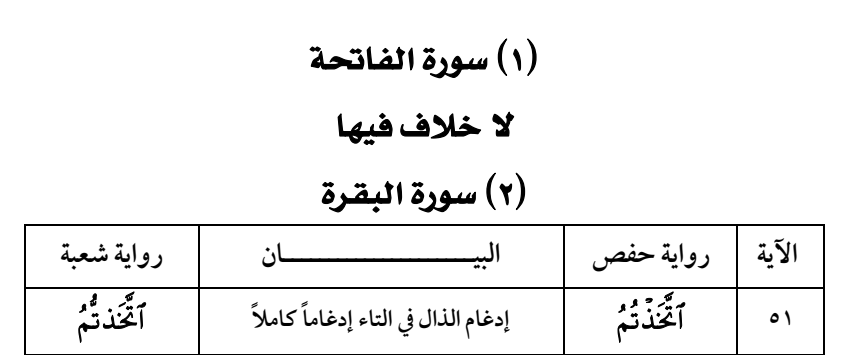 (١) سورة الفاتحة
لا خلاف فيها
(٢) سورة البقرة
الآية رواية حفص البيــــــــــــــــــــان رواية شعبة
٥١ ٱتَّخَذْتُمُ إدغام الذال في التاء إدغاماً كاملاً ٱتَّخَذتُّمُ